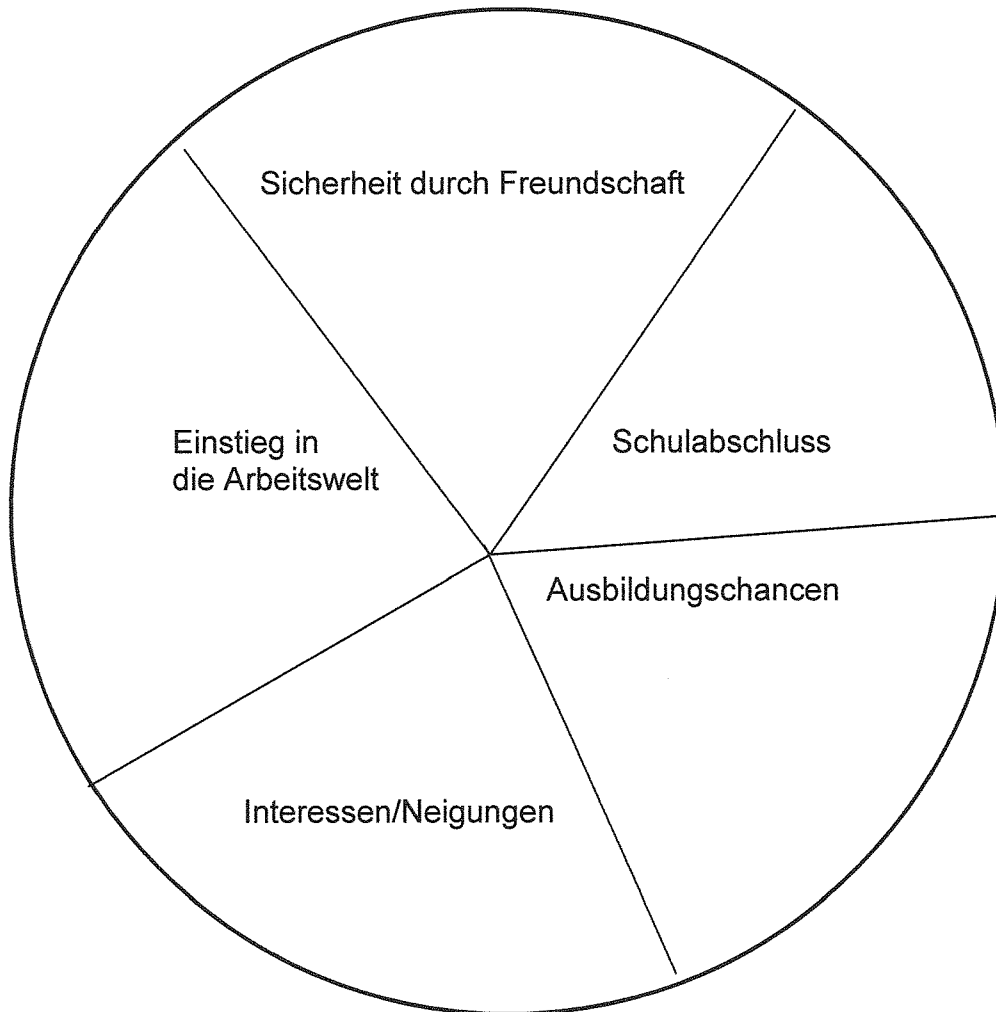 Sicherheit durch Freundschaft
Einstieg in
die Arbeitswelt
Schulabschluss
Ausbildungschancen
Interessen/Neigungen